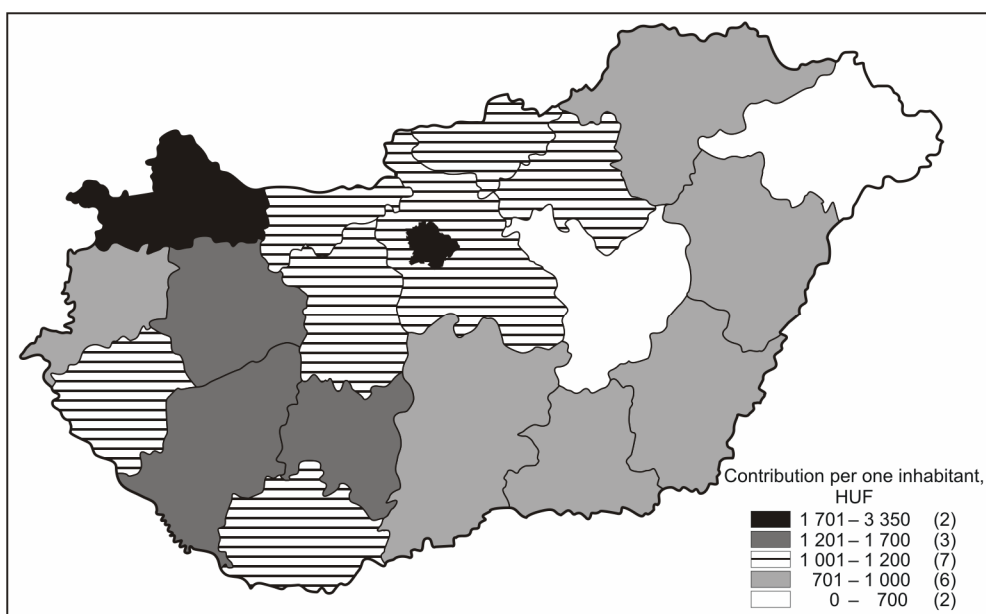 Contribution per one inhabitant,
HUF
1 701 – 3 350 (2)
1 201 – 1 700 (3)
1 001 – 1 200 (7)
701 – 1 000 (6)
0 – 700 (2)